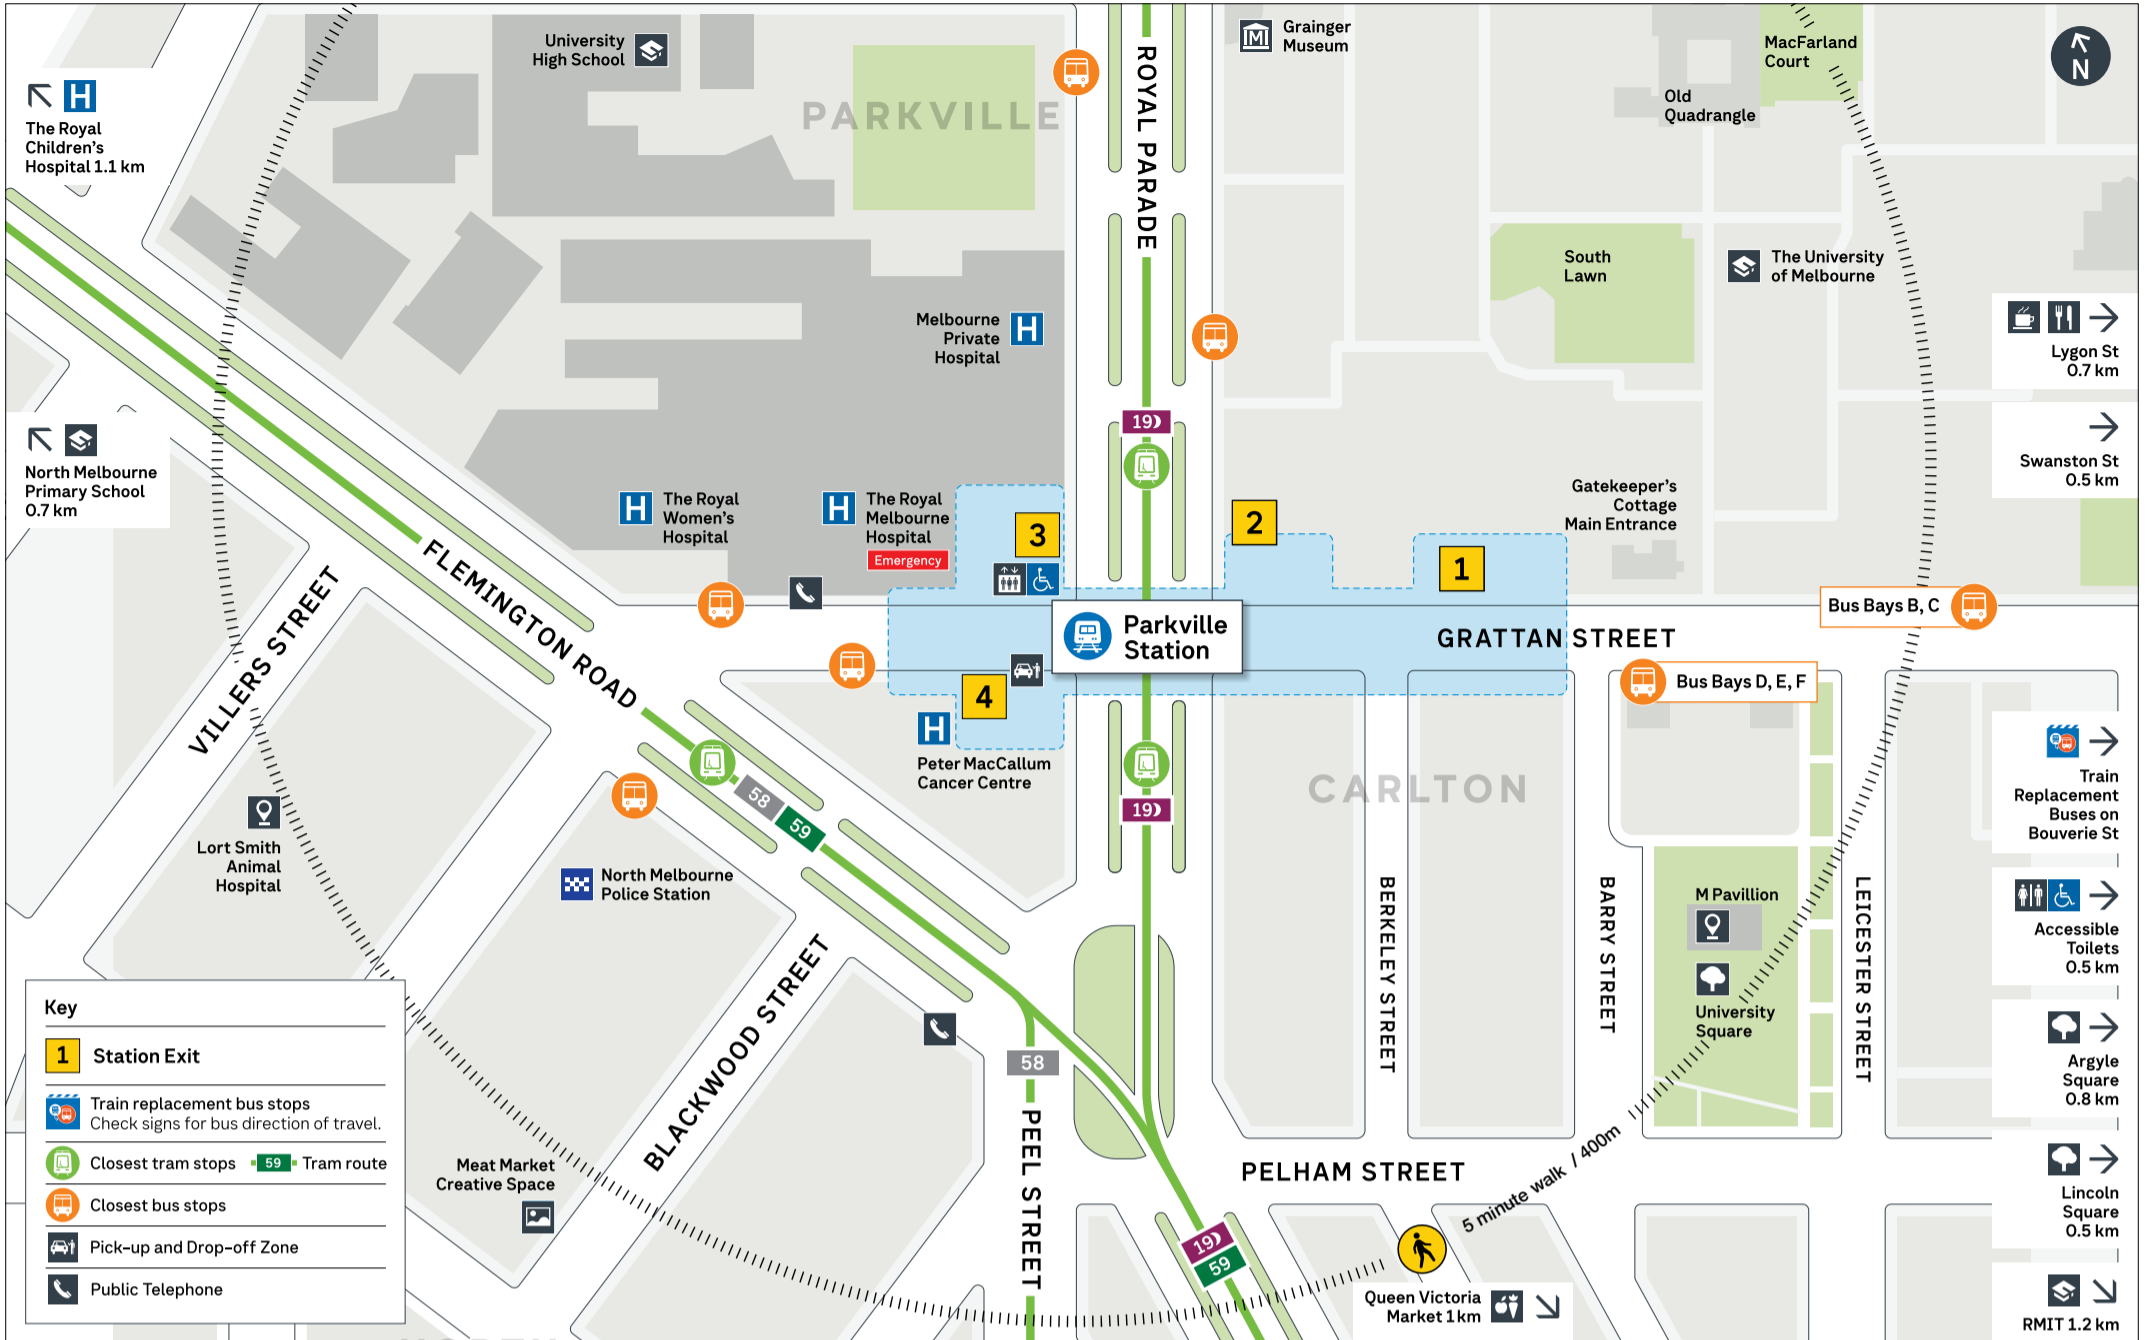 University
High School
PARKVILLE
ROYAL PARADE
Grainger
Museum
MacFarland
Court
Old
Quadrangle
N
H
The Royal
Children's
Hospital 1.1 km
South
Lawn
The University
of Melbourne
Melbourne
Private
Hospital
H
Lygon St
0.7 km
Swanston St
0.5 km
19
North Melbourne
Primary School
0.7 km
H
The Royal
Women's
Hospital
H
The Royal
Melbourne
Hospital
Emergency
3
2
1
Gatekeeper's
Cottage
Main Entrance
FLEMINGTON ROAD
VILLERS STREET
Parkville
Station
GRATTAN STREET
Bus Bays B, C
Bus Bays D, E, F
4
H
Peter MacCallum
Cancer Centre
58
59
19
CARLTON
Train
Replacement
Buses on
Bouverie St
Lort Smith
Animal
Hospital
North Melbourne
Police Station
BERKELEY STREET
BARRY STREET
LEICESTER STREET
M Pavillion
University
Square
Accessible
Toilets
0.5 km
Argyle
Square
0.8 km
Lincoln
Square
0.5 km
RMIT 1.2 km
BLACKWOOD STREET
58
PEEL STREET
PELHAM STREET
5 minute walk / 400m
Meat Market
Creative Space
19
59
Queen Victoria
Market 1 km
Key
1 Station Exit
Train replacement bus stops
Check signs for bus direction of travel.
Closest tram stops 59 Tram route
Closest bus stops
Pick-up and Drop-off Zone
Public Telephone